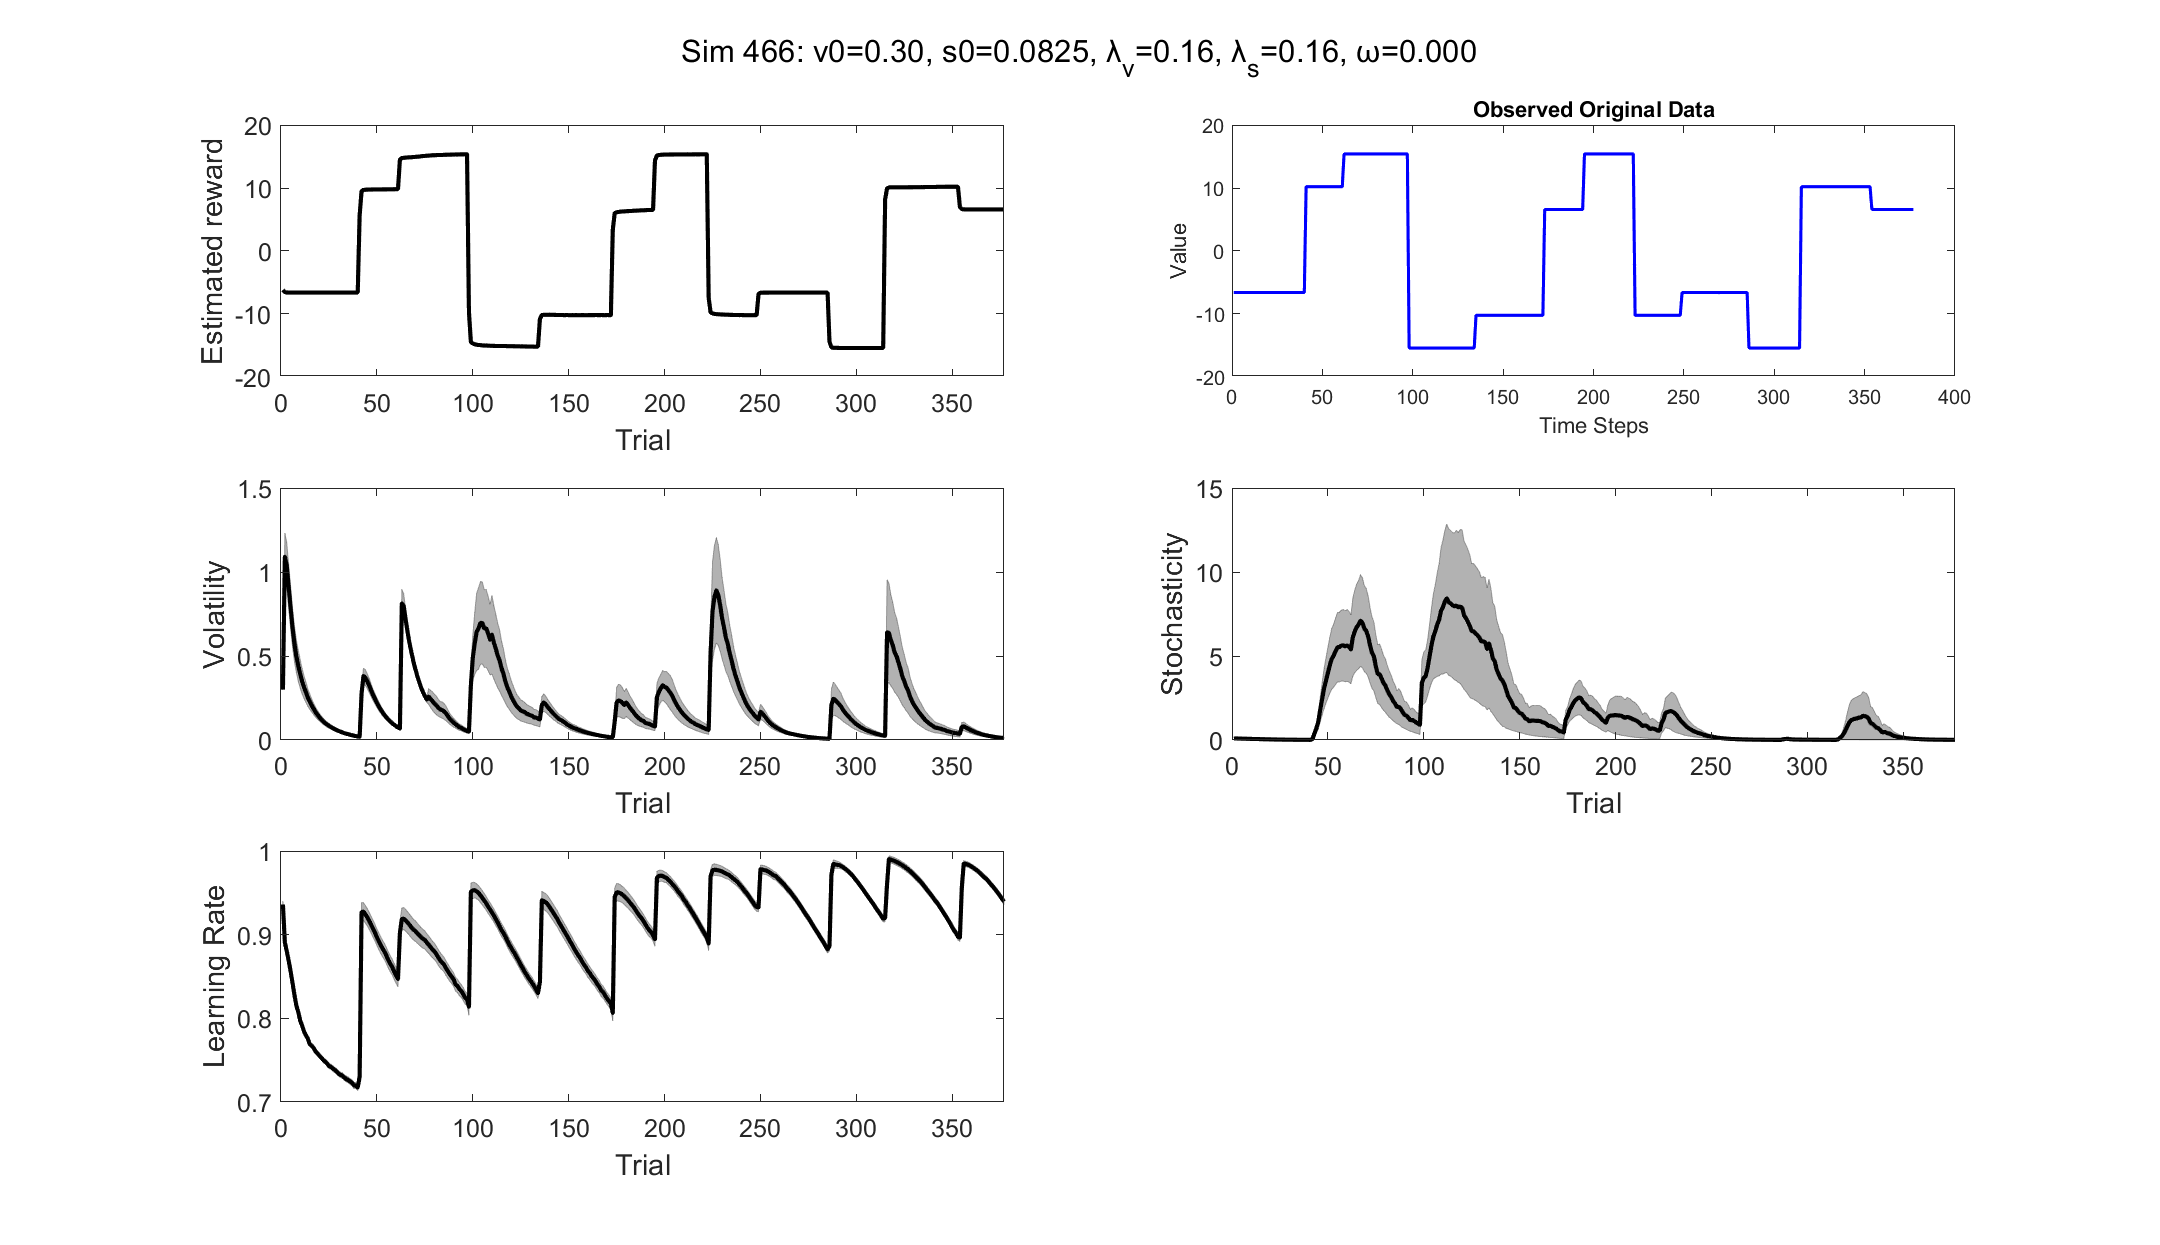 Sim 466: v0=0.30, s0=0.0825, λv=0.16, λs=0.16, ω=0.000
Estimated reward
20
10
0
-10
-20
0 50 100 150 200 250 300 350
Trial
Observed Original Data
Value
20
10
0
-10
-20
0 50 100 150 200 250 300 350 400
Time Steps
Volatility
1.5
1
0.5
0
0 50 100 150 200 250 300 350
Trial
Stochasticity
15
10
5
0
0 50 100 150 200 250 300 350
Trial
Learning Rate
1
0.9
0.8
0.7
0 50 100 150 200 250 300 350
Trial